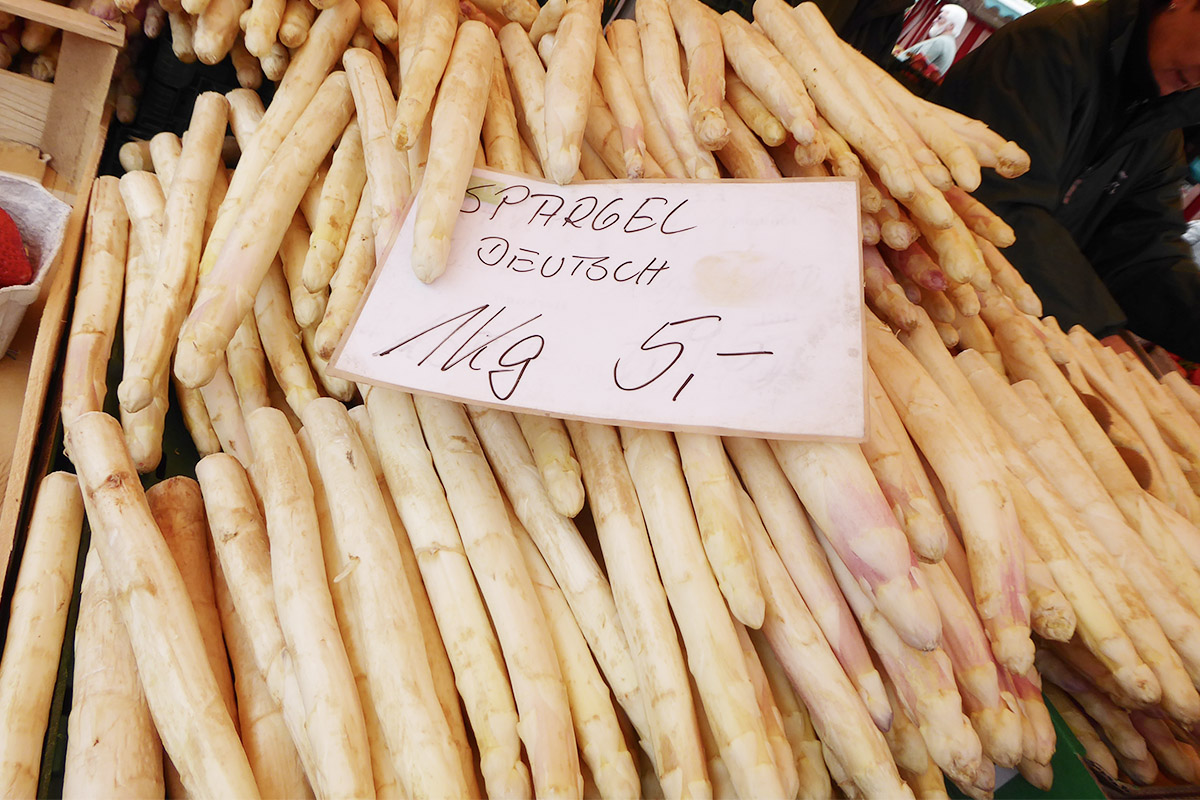 SPARGEL
DEUTSCH
1Kg 5,–